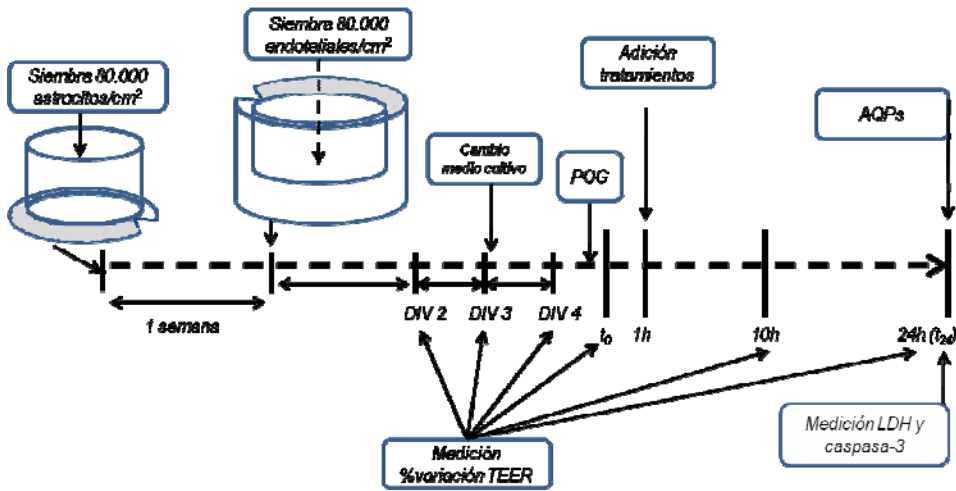 Siembra 80.000
endoteliales/cm²
Siembra 80.000
astrocitos/cm²
Adición
tratamientos
AQPs
Cambio
medio cultivo
POG
1 semana
DIV 2
DIV 3
DIV 4
t₀
1h
10h
24h (t₂₄)
Medición
%variación TEER
Medición LDH y
caspasa-3